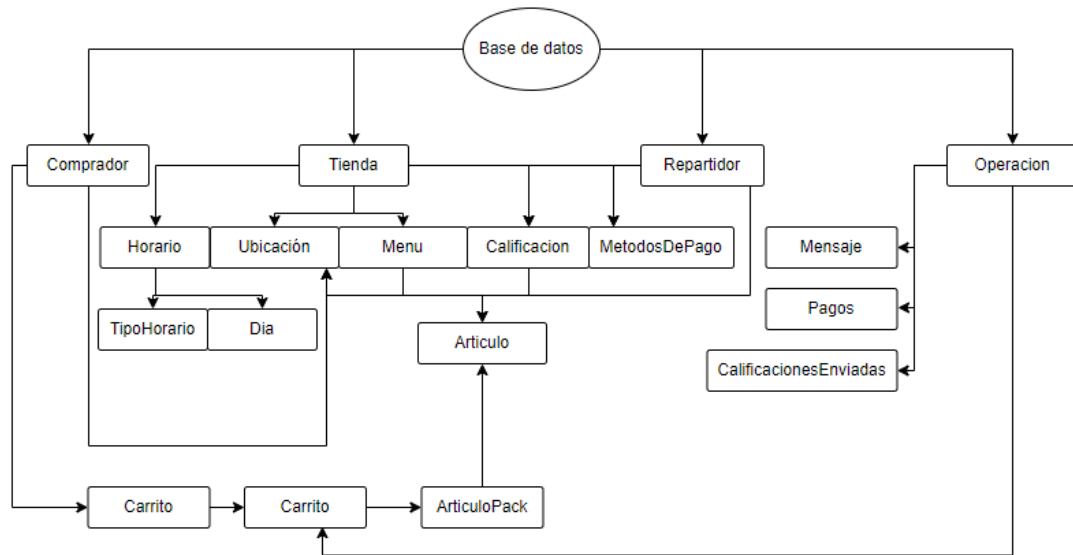 Base de datos
Comprador
Tienda
Repartidor
Operacion
Horario
Ubicación
Menu
Calificacion
MetodosDePago
Mensaje
TipoHorario
Dia
Articulo
Pagos
CalificacionesEnviadas
Carrito
Carrito
ArticuloPack